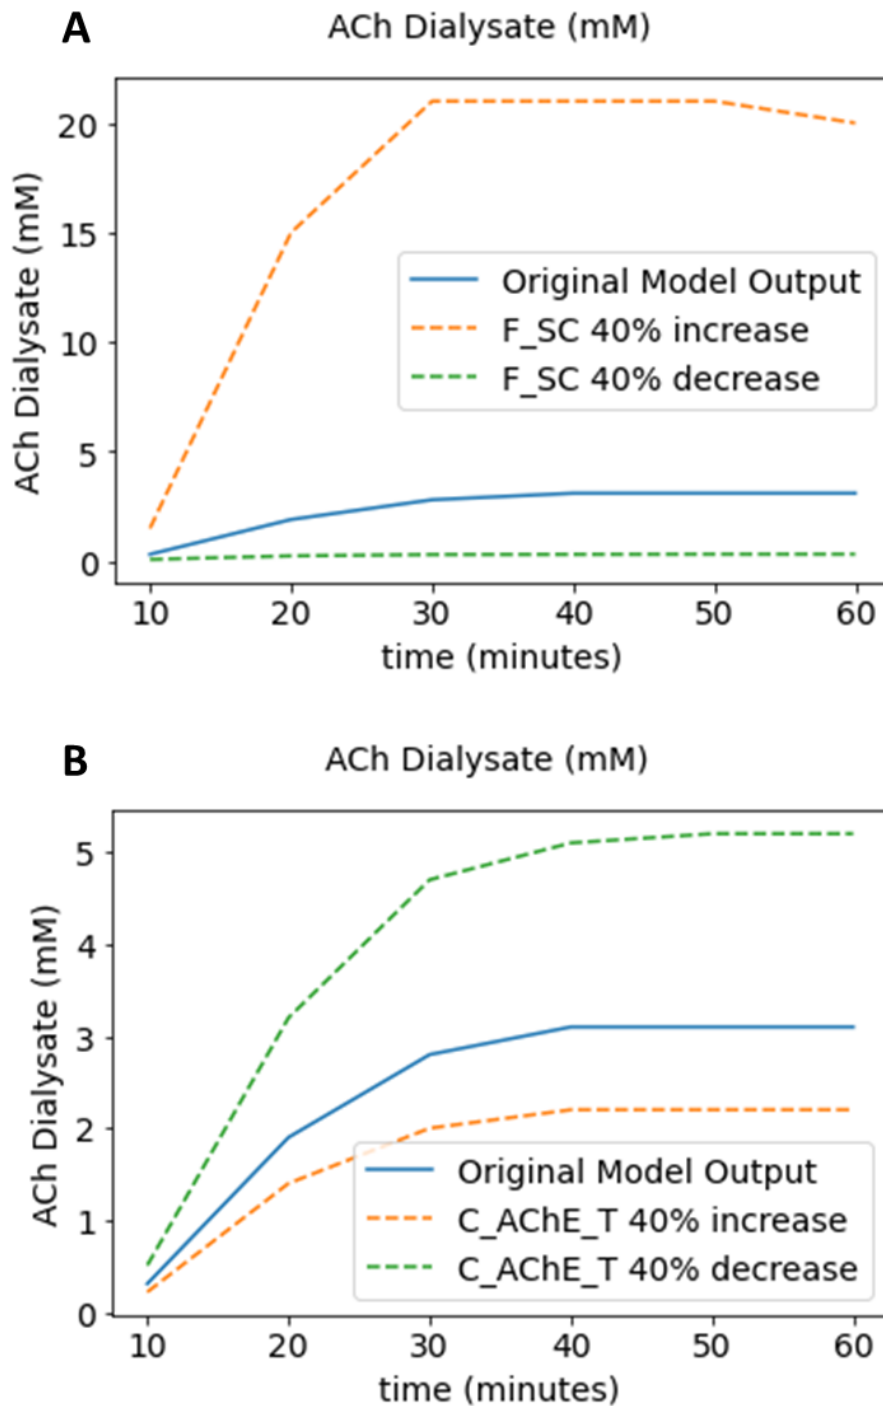 A
ACh Dialysate (mM)
ACh Dialysate (mM)
20
15
10
5
0
Original Model Output
F_SC 40% increase
F_SC 40% decrease
10 20 30 40 50 60
time (minutes)
B
ACh Dialysate (mM)
ACh Dialysate (mM)
5
4
3
2
1
0
Original Model Output
C_AChE_T 40% increase
C_AChE_T 40% decrease
10 20 30 40 50 60
time (minutes)